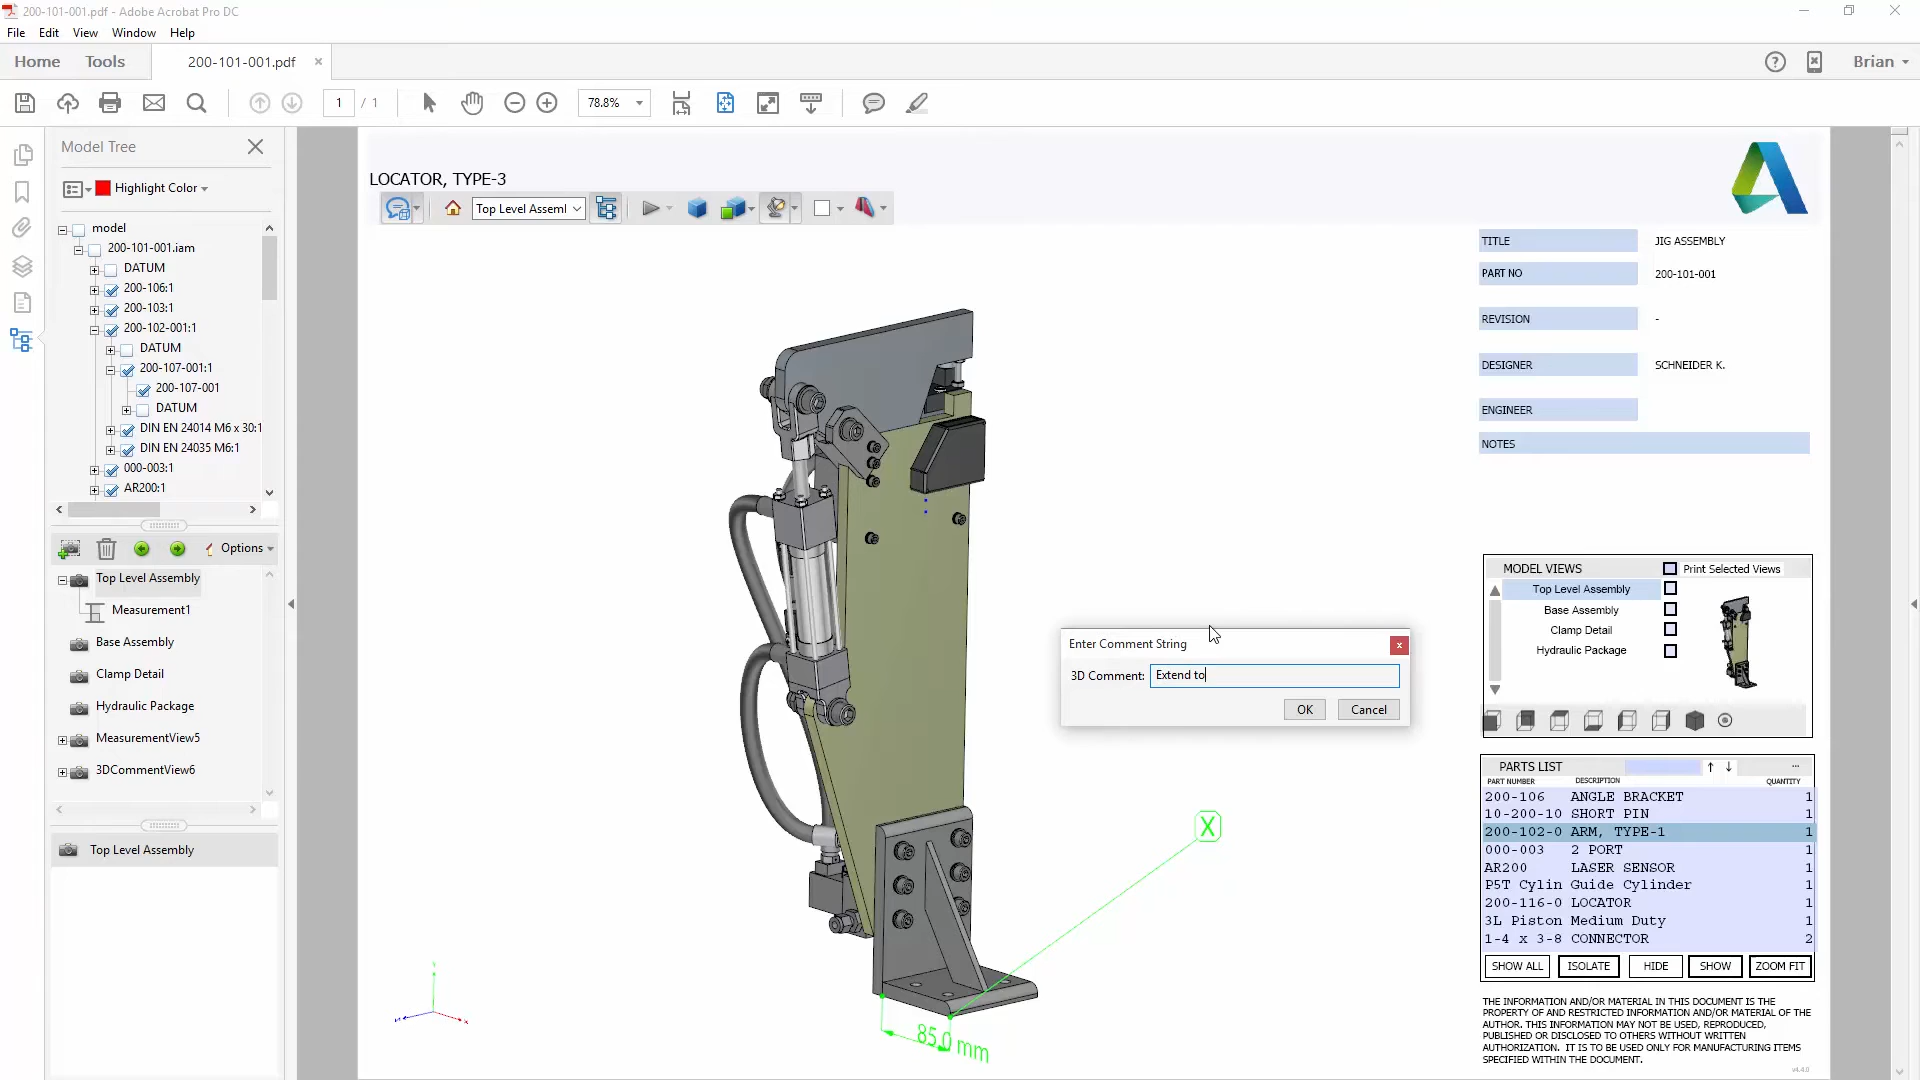 200-101-001.pdf - Adobe Acrobat Pro DC
File Edit View Window Help
Home Tools 200-101-001.pdf × Brian
1 / 1 78.8%
Model Tree
Highlight Color
model
200-101-001.iam
DATUM
200-106:1
200-103:1
200-102-001:1
DATUM
200-107-001:1
200-107-001
DATUM
DIN EN 24014 M6 x 30:1
DIN EN 24035 M6:1
000-003:1
AR200:1
Options
Top Level Assembly
Measurement1
Base Assembly
Clamp Detail
Hydraulic Package
MeasurementView5
3DCommentView6
Top Level Assembly
LOCATOR, TYPE-3
Top Level Assembl
85.0 mm
X
Enter Comment String
3D Comment: Extend to
OK Cancel
TITLE JIG ASSEMBLY
PART NO 200-101-001
REVISION -
DESIGNER SCHNEIDER K.
ENGINEER
NOTES
MODEL VIEWS Print Selected Views
Top Level Assembly
Base Assembly
Clamp Detail
Hydraulic Package
PARTS LIST ↑ ↓ ...
PART NUMBER DESCRIPTION QUANTITY
200-106 ANGLE BRACKET 1
10-200-10 SHORT PIN 1
200-102-0 ARM, TYPE-1 1
000-003 2 PORT 1
AR200 LASER SENSOR 1
P5T Cylin Guide Cylinder 1
200-116-0 LOCATOR 1
3L Piston Medium Duty 1
1-4 x 3-8 CONNECTOR 2
SHOW ALL ISOLATE HIDE SHOW ZOOM FIT
THE INFORMATION AND/OR MATERIAL IN THIS DOCUMENT IS THE
PROPERTY OF AND RESTRICTED INFORMATION AND/OR MATERIAL OF THE
AUTHOR. THIS INFORMATION MAY NOT BE USED, REPRODUCED,
PUBLISHED OR DISCLOSED TO OTHERS WITHOUT WRITTEN
AUTHORIZATION. IT IS TO BE USED ONLY FOR MANUFACTURING ITEMS
SPECIFIED WITHIN THE DOCUMENT.
v4.4.0